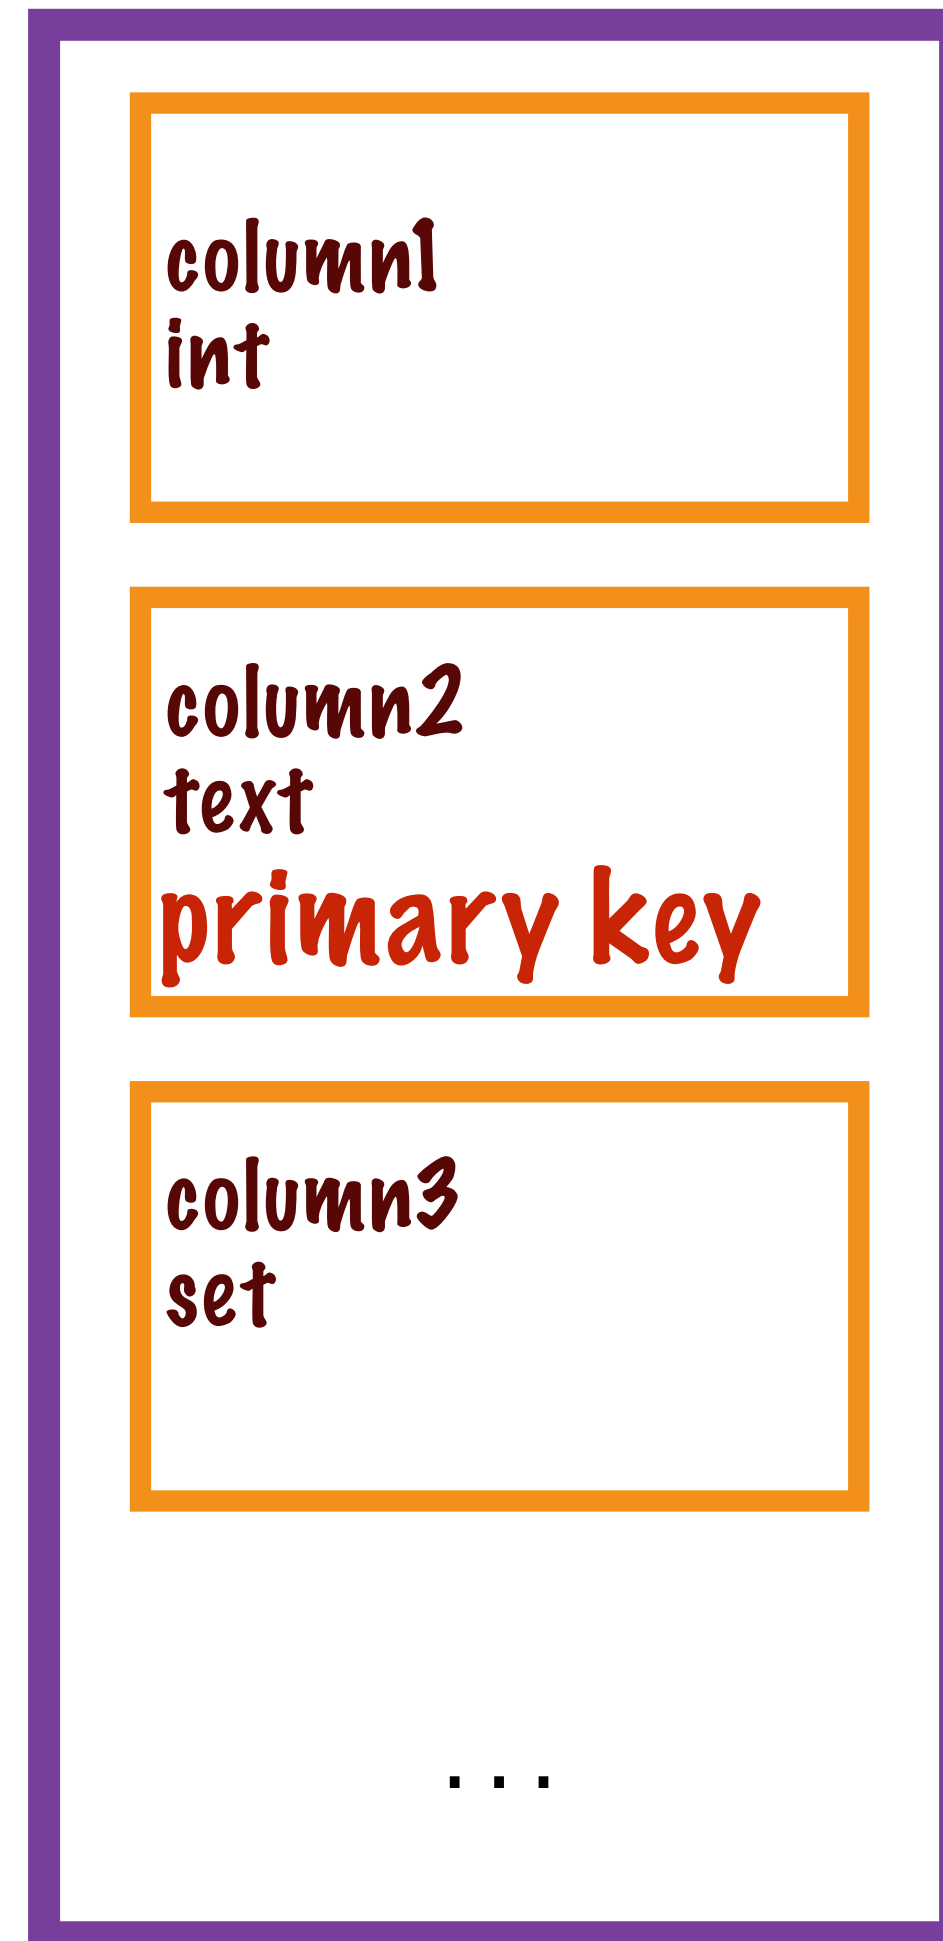 column1
int
column2
text
primary key
column3
set
...